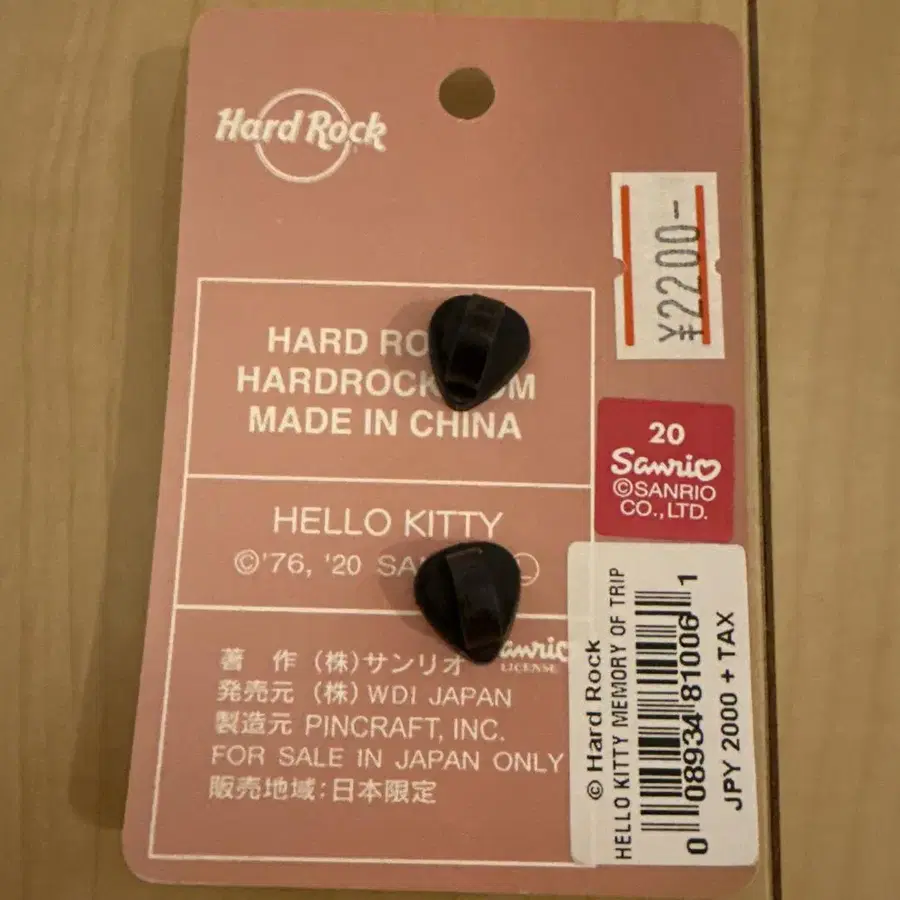 Hard Rock
¥2200-
HARD RO
HARDROCK OM
MADE IN CHINA
20
Sanrio
©SANRIO
CO.,LTD.
HELLO KITTY
©'76, '20 SA Ⓛ
著 作 (株)サンリオ
Sanrio
LICENSE
発売元 (株) WDI JAPAN
製造元 PINCRAFT, INC.
FOR SALE IN JAPAN ONLY
販売地域:日本限定
© Hard Rock
HELLO KITTY MEMORY OF TRIP
0 08934 81006 1
JPY 2000 + TAX